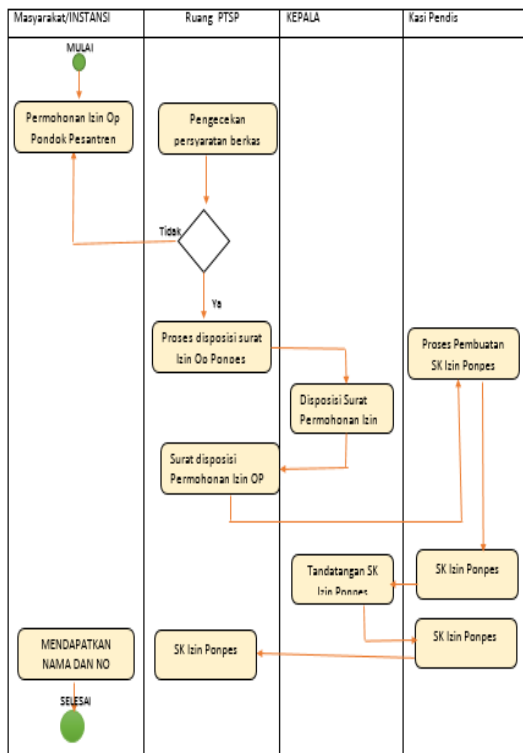 Masyarakat/INSTANSI
Ruang PTSP
KEPALA
Kasi Pendis
MULAI
Permohonan Izin Op
Pondok Pesantren
Pengecekan
persyaratan berkas
Tidak
Ya
Proses disposisi surat
Izin Op Ponpes
Proses Pembuatan
SK Izin Ponpes
Disposisi Surat
Permohonan Izin
Surat disposisi
Permohonan Izin OP
Tandatangan SK
Izin Ponpes
SK Izin Ponpes
SK Izin Ponpes
MENDAPATKAN
NAMA DAN NO
SK Izin Ponpes
SELESAI